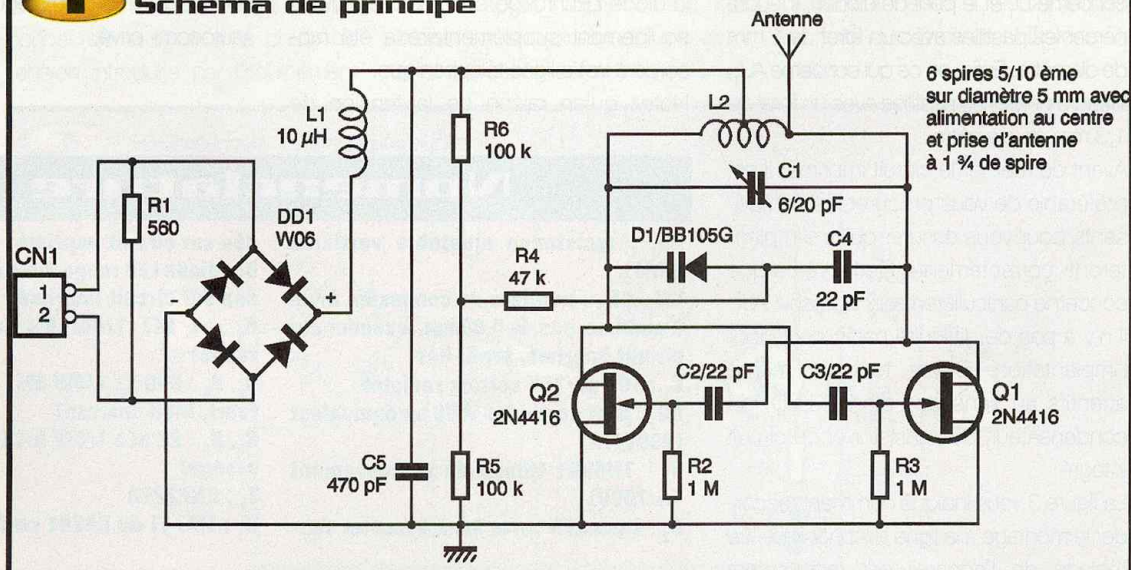 1 Schéma de principe
Antenne
6 spires 5/10 ème
sur diamètre 5 mm avec
alimentation au centre
et prise d'antenne
à 1 ¾ de spire
L1
10 µH
R6
100 k
L2
C1
6/20 pF
R1
560
DD1
W06
+
D1/BB105G
C4
22 pF
CN1
1
2
R4
47 k
Q2
2N4416
C2/22 pF
C3/22 pF
Q1
2N4416
C5
470 pF
R5
100 k
R2
1 M
R3
1 M